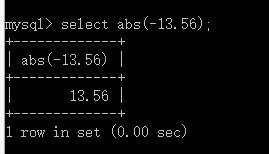 mysql> select abs(-13.56);
+-------------+
| abs(-13.56) |
+-------------+
|       13.56 |
+-------------+
1 row in set (0.00 sec)